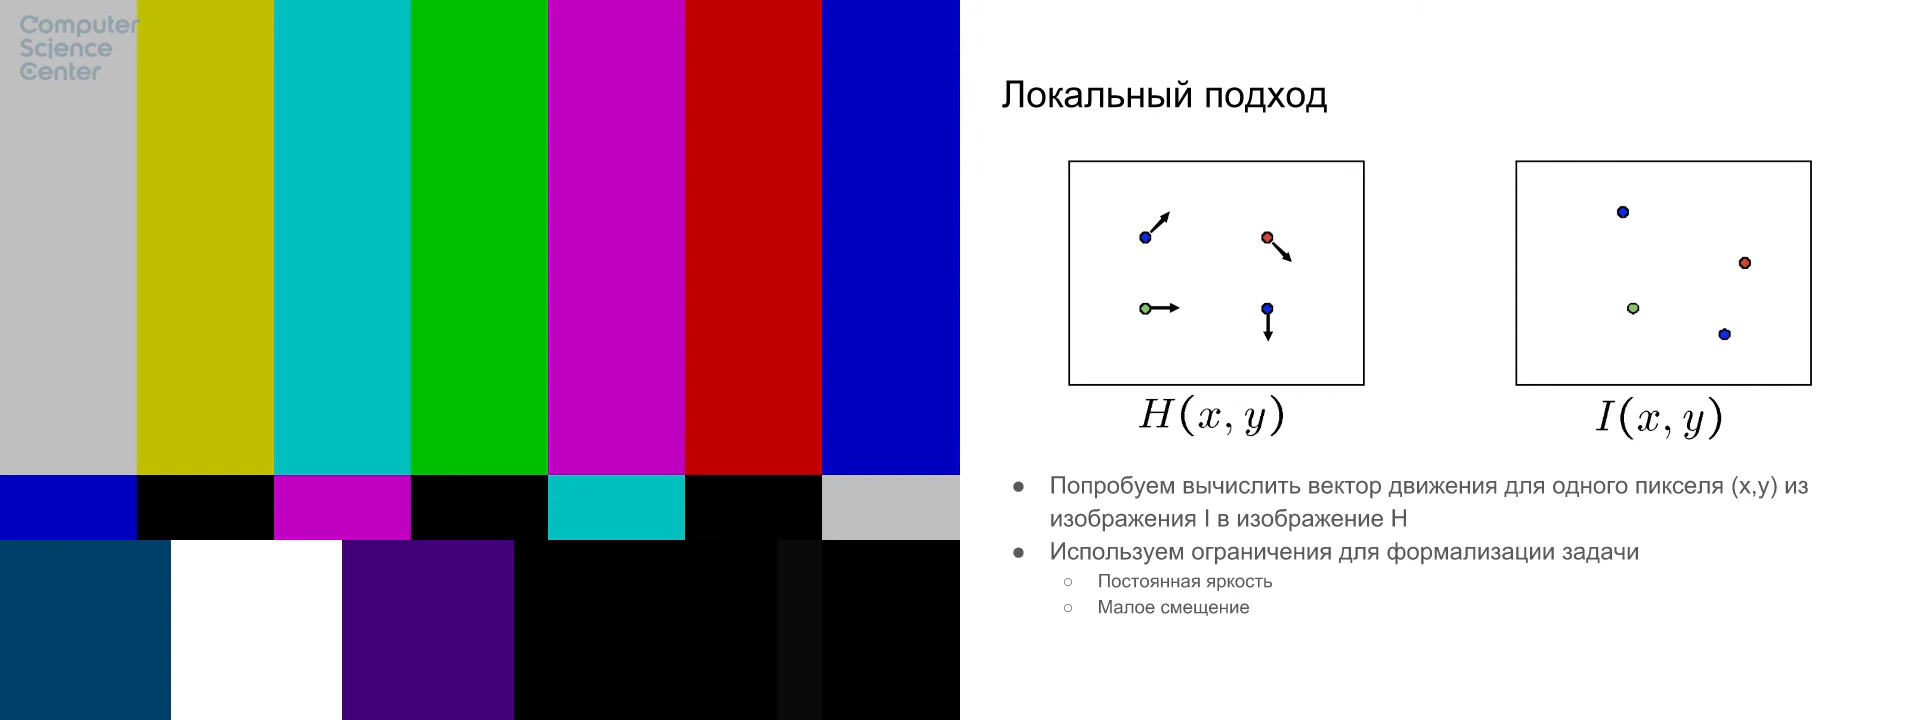 Computer
Science
Center
Локальный подход
H(x, y)
I(x, y)
● Попробуем вычислить вектор движения для одного пикселя (x,y) из
изображения I в изображение H
● Используем ограничения для формализации задачи
○ Постоянная яркость
○ Малое смещение